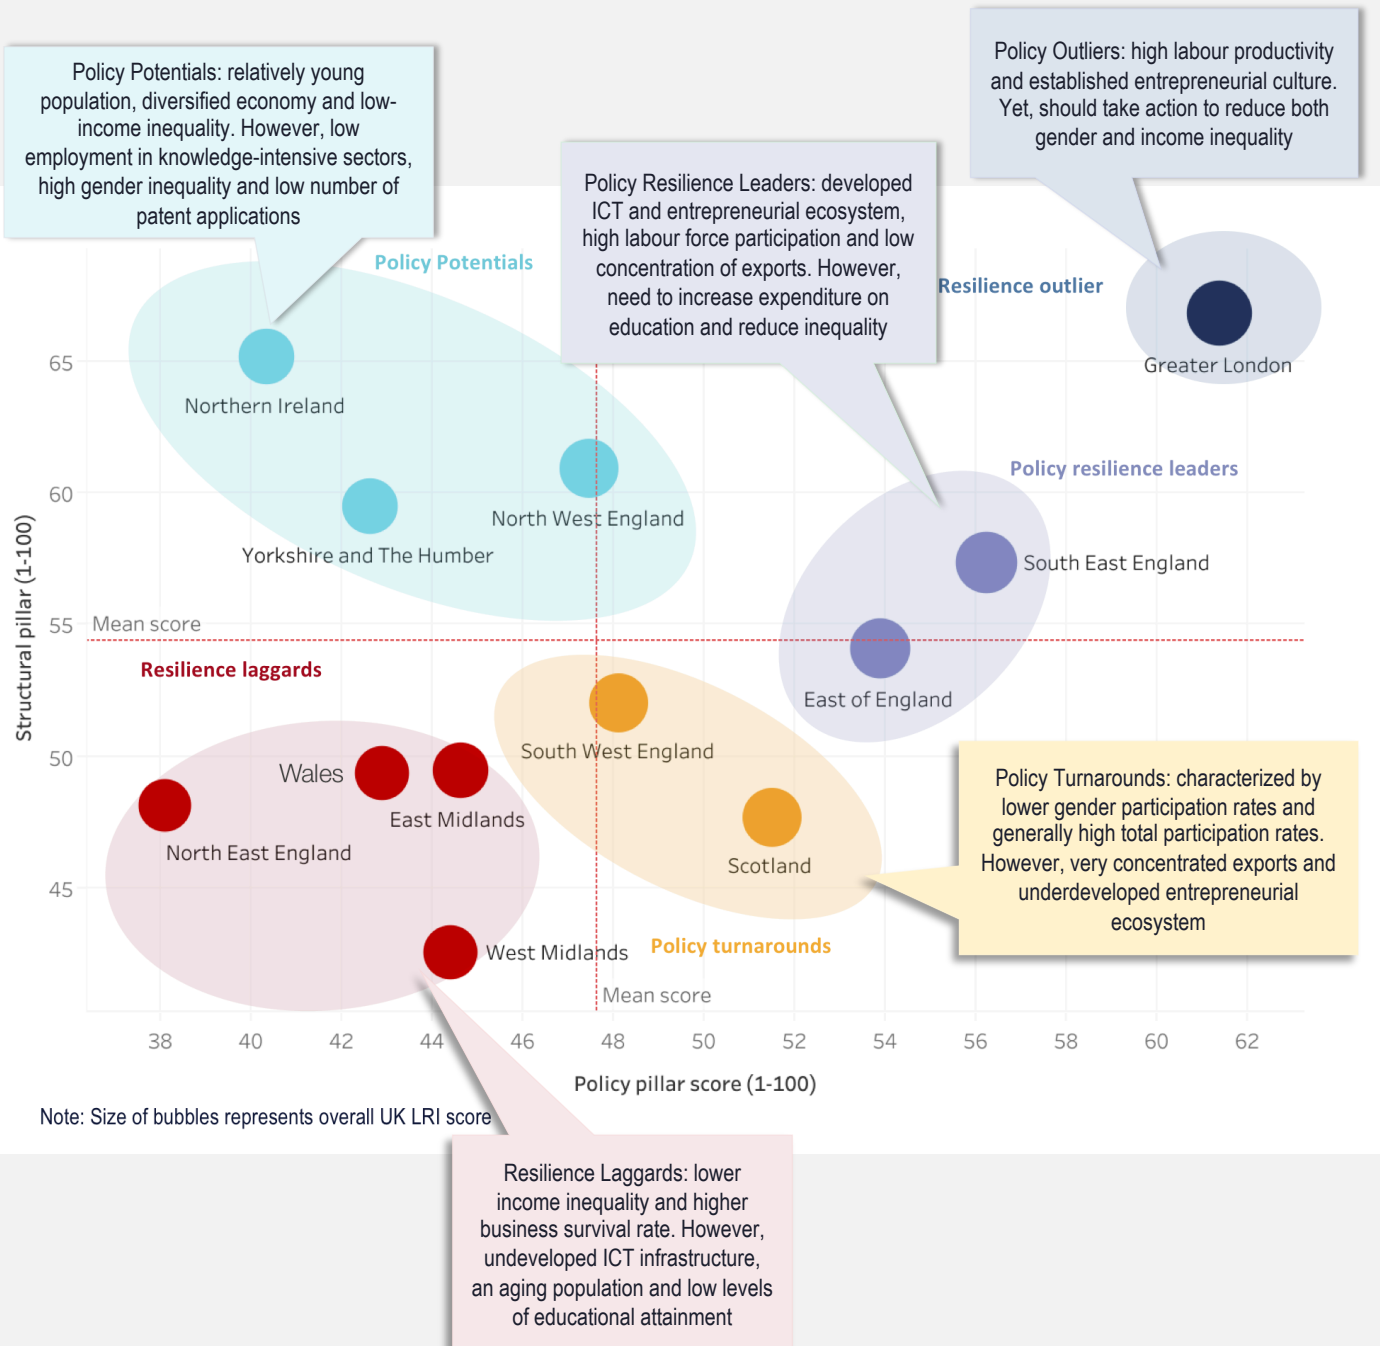 Policy Outliers: high labour productivity
and established entrepreneurial culture.
Yet, should take action to reduce both
gender and income inequality
Policy Potentials: relatively young
population, diversified economy and low-
income inequality. However, low
employment in knowledge-intensive sectors,
high gender inequality and low number of
patent applications
Policy Resilience Leaders: developed
ICT and entrepreneurial ecosystem,
high labour force participation and low
concentration of exports. However,
need to increase expenditure on
education and reduce inequality
Policy Potentials
Resilience outlier
Greater London
Northern Ireland
North West England
Yorkshire and The Humber
Policy resilience leaders
South East England
East of England
Mean score
Resilience laggards
South West England
Scotland
Wales
East Midlands
North East England
West Midlands
Policy turnarounds
Mean score
Policy Turnarounds: characterized by
lower gender participation rates and
generally high total participation rates.
However, very concentrated exports and
underdeveloped entrepreneurial
ecosystem
Structural pillar (1-100)
65
60
55
50
45
38 40 42 44 46 48 50 52 54 56 58 60 62
Policy pillar score (1-100)
Note: Size of bubbles represents overall UK LRI score
Resilience Laggards: lower
income inequality and higher
business survival rate. However,
undeveloped ICT infrastructure,
an aging population and low levels
of educational attainment